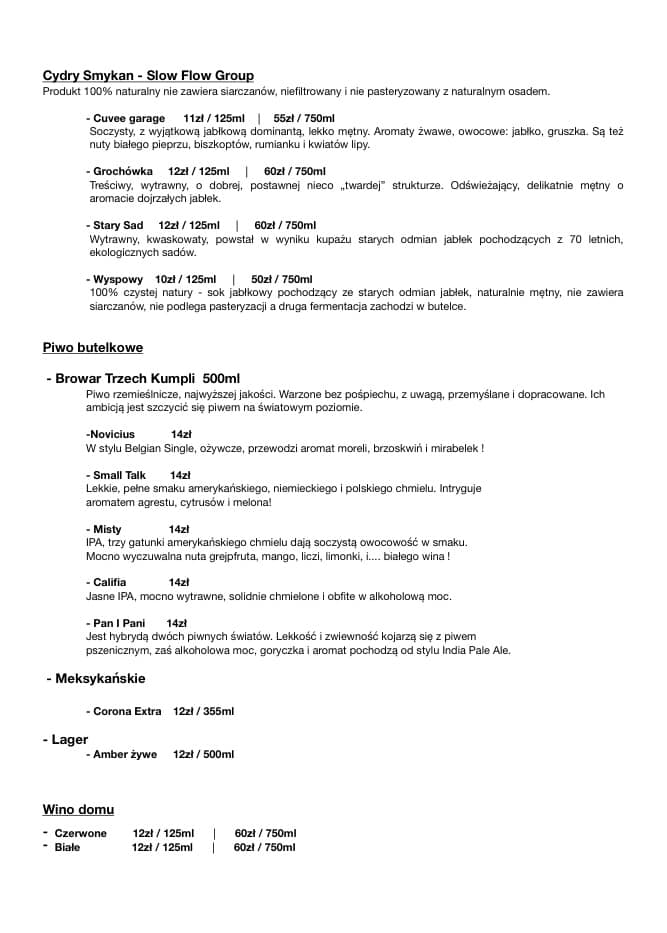 Cydry Smykan - Slow Flow Group
Produkt 100% naturalny nie zawiera siarczanów, niefiltrowany i nie pasteryzowany z naturalnym osadem.
- Cuvee garage 11zł / 125ml | 55zł / 750ml
Soczysty, z wyjątkową jabłkową dominantą, lekko mętny. Aromaty żwawe, owocowe: jabłko, gruszka. Są też
nuty białego pieprzu, biszkoptów, rumianku i kwiatów lipy.
- Grochówka 12zł / 125ml | 60zł / 750ml
Treściwy, wytrawny, o dobrej, postawnej nieco „twardej” strukturze. Odświeżający, delikatnie mętny o
aromacie dojrzałych jabłek.
- Stary Sad 12zł / 125ml | 60zł / 750ml
Wytrawny, kwaskowaty, powstał w wyniku kupażu starych odmian jabłek pochodzących z 70 letnich,
ekologicznych sadów.
- Wyspowy 10zł / 125ml | 50zł / 750ml
100% czystej natury - sok jabłkowy pochodzący ze starych odmian jabłek, naturalnie mętny, nie zawiera
siarczanów, nie podlega pasteryzacji a druga fermentacja zachodzi w butelce.
Piwo butelkowe
- Browar Trzech Kumpli 500ml
Piwo rzemieślnicze, najwyższej jakości. Warzone bez pośpiechu, z uwagą, przemyślane i dopracowane. Ich
ambicją jest szczycić się piwem na światowym poziomie.
-Novicius 14zł
W stylu Belgian Single, ożywcze, przewodzi aromat moreli, brzoskwiń i mirabelek !
- Small Talk 14zł
Lekkie, pełne smaku amerykańskiego, niemieckiego i polskiego chmielu. Intryguje
aromatem agrestu, cytrusów i melona!
- Misty 14zł
IPA, trzy gatunki amerykańskiego chmielu dają soczystą owocowość w smaku.
Mocno wyczuwalna nuta grejpfruta, mango, liczi, limonki, i.... białego wina !
- Califia 14zł
Jasne IPA, mocno wytrawne, solidnie chmielone i obfite w alkoholową moc.
- Pan I Pani 14zł
Jest hybrydą dwóch piwnych światów. Lekkość i zwiewność kojarzą się z piwem
pszenicznym, zaś alkoholowa moc, goryczka i aromat pochodzą od stylu India Pale Ale.
- Meksykańskie
- Corona Extra 12zł / 355ml
- Lager
- Amber żywe 12zł / 500ml
Wino domu
- Czerwone 12zł / 125ml | 60zł / 750ml
- Białe 12zł / 125ml | 60zł / 750ml